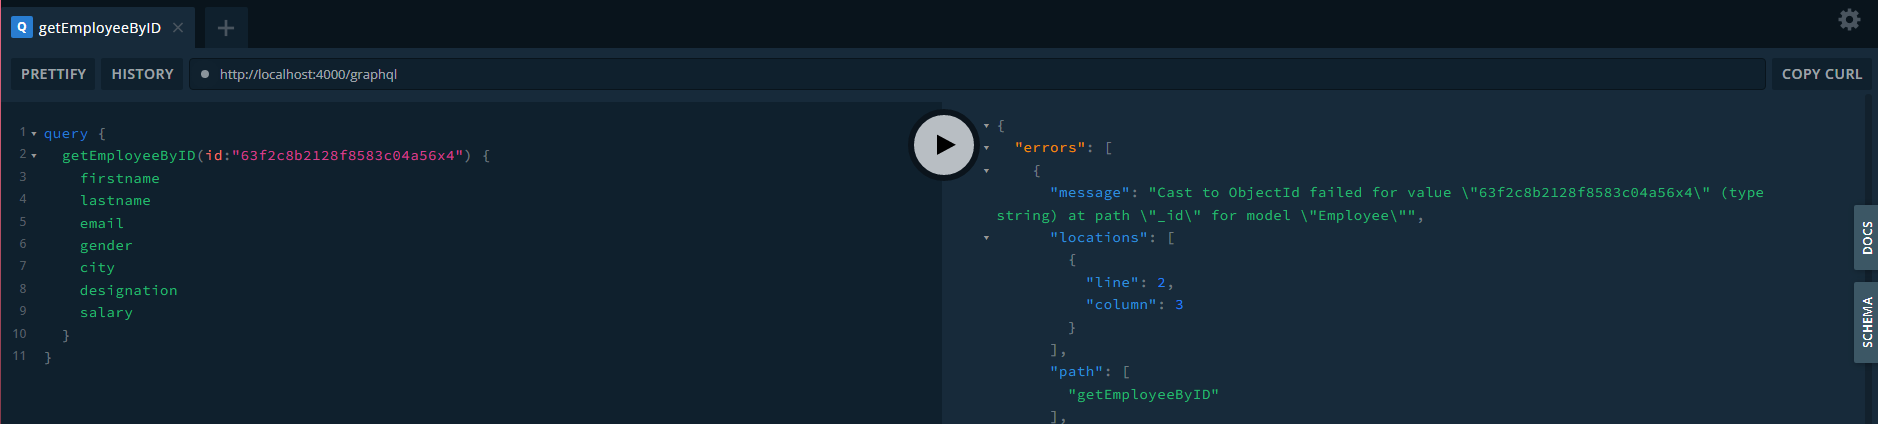 Q getEmployeeByID × +
PRETTIFY HISTORY http://localhost:4000/graphql COPY CURL
1 query {
2 getEmployeeByID(id:"63f2c8b2128f8583c04a56x4") {
3 firstname
4 lastname
5 email
6 gender
7 city
8 designation
9 salary
10 }
11 }
{
"errors": [
{
"message": "Cast to ObjectId failed for value \"63f2c8b2128f8583c04a56x4\" (type
string) at path \"_id\" for model \"Employee\"",
"locations": [
{
"line": 2,
"column": 3
}
],
"path": [
"getEmployeeByID"
],
DOCS
SCHEMA